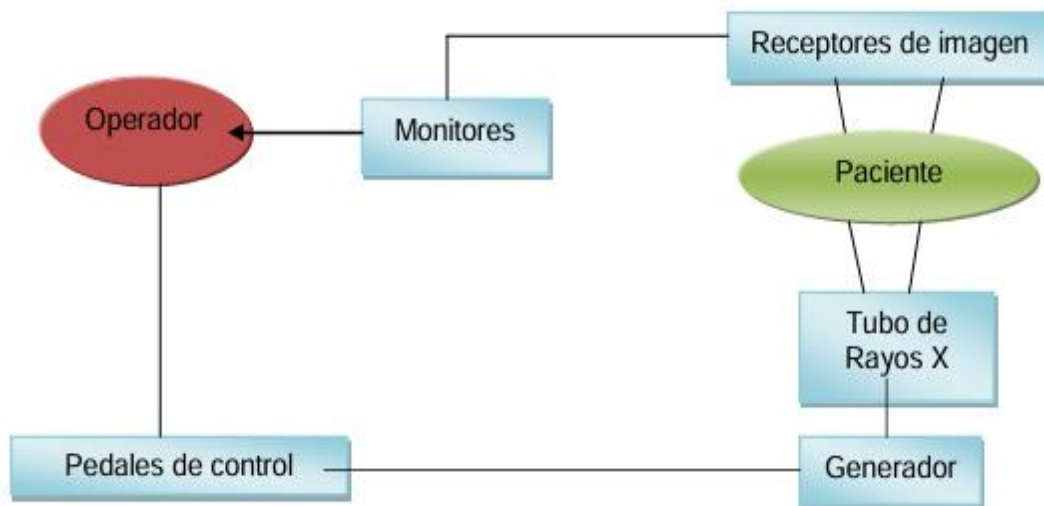 Receptores de imagen
Operador
Monitores
Paciente
Tubo de
Rayos X
Pedales de control
Generador